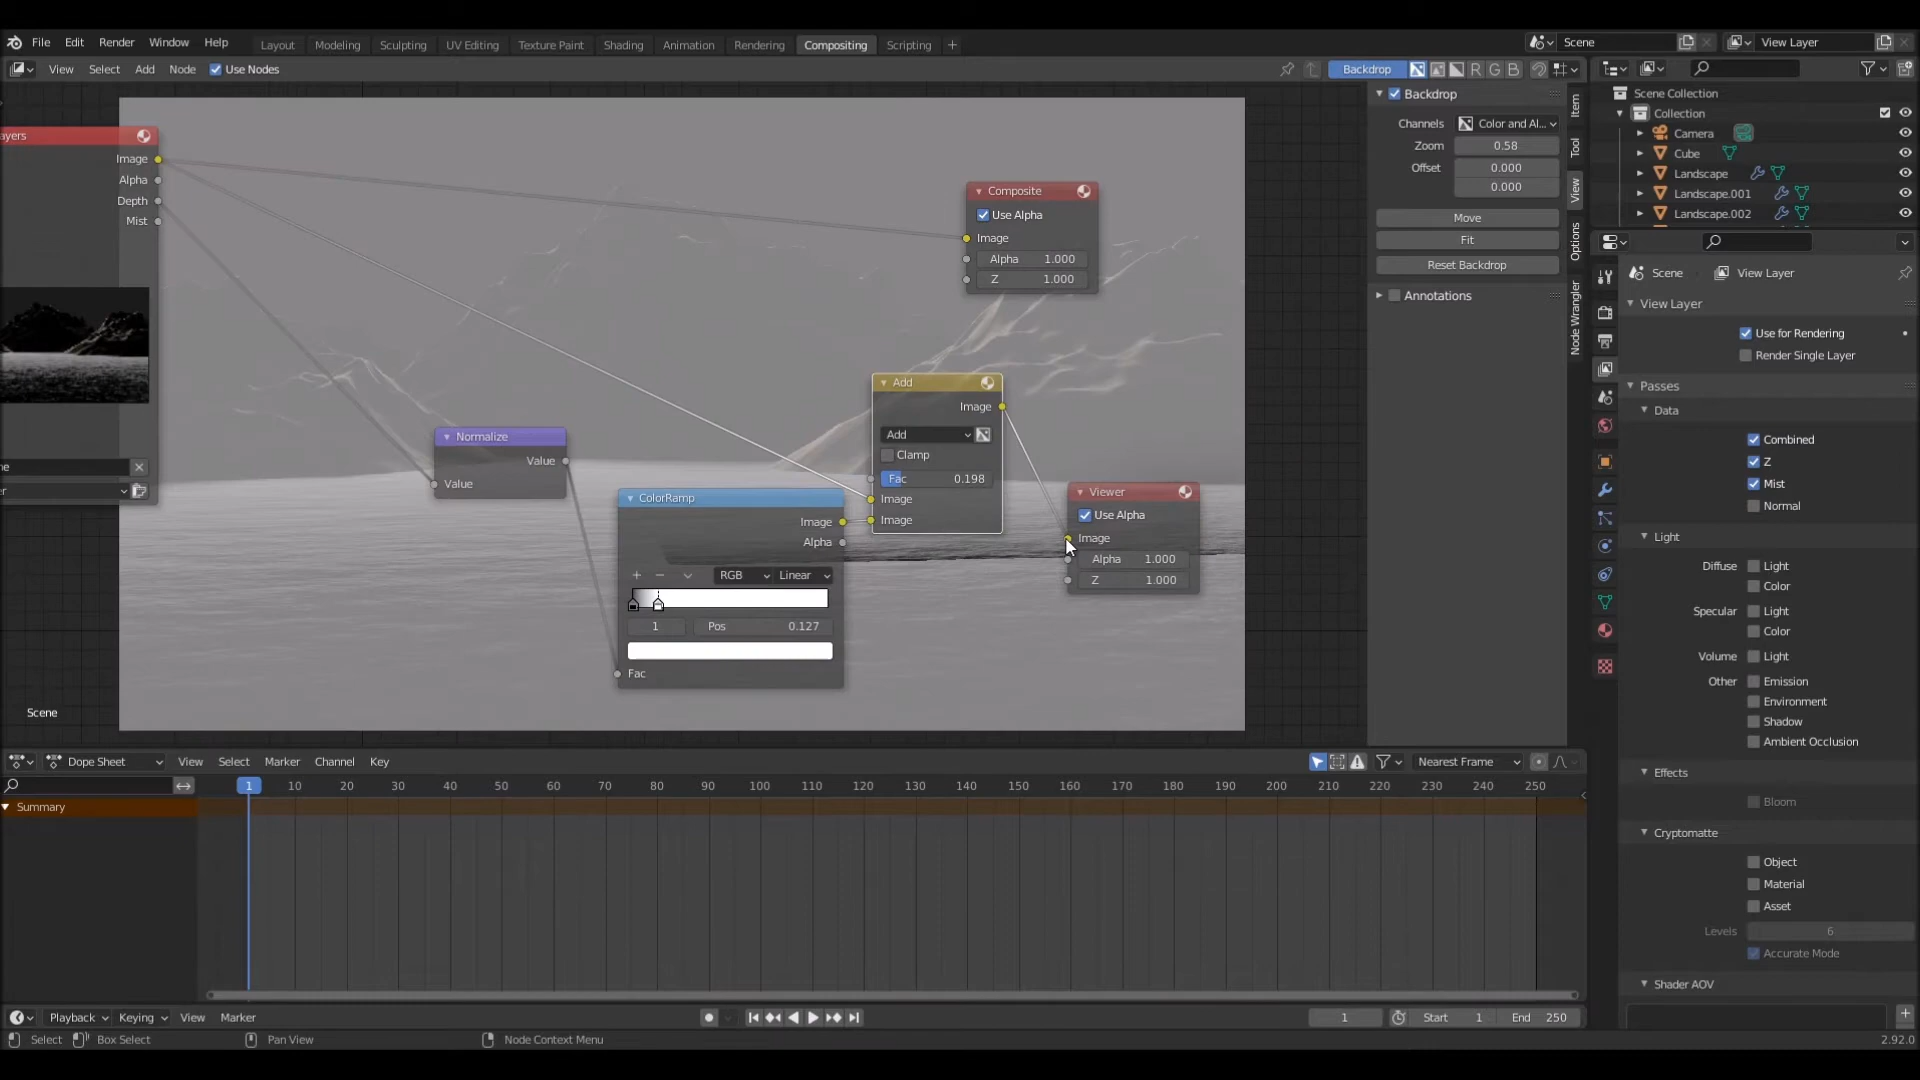 File Edit Render Window Help Layout Modeling Sculpting UV Editing Texture Paint Shading Animation Rendering Compositing Scripting + Scene View Layer
View Select Add Node Use Nodes Backdrop R G B
Backdrop
Channels Color and Al...
Zoom 0.58
Offset 0.000
0.000
Move
Fit
Reset Backdrop
Annotations
Item
Tool
View
Options
Node Wrangler
ayers
Image
Alpha
Depth
Mist
ne
er
Composite
Use Alpha
Image
Alpha 1.000
Z 1.000
Add
Image
Add
Clamp
Fac 0.198
Image
Image
Normalize
Value
Value
ColorRamp
Image
Alpha
+ − RGB Linear
1 Pos 0.127
Fac
Viewer
Use Alpha
Image
Alpha 1.000
Z 1.000
Scene
Scene Collection
Collection
Camera
Cube
Landscape
Landscape.001
Landscape.002
Scene View Layer
View Layer
Use for Rendering
Render Single Layer
Passes
Data
Combined
Z
Mist
Normal
Light
Diffuse Light
Color
Specular Light
Color
Volume Light
Other Emission
Environment
Shadow
Ambient Occlusion
Effects
Bloom
Cryptomatte
Object
Material
Asset
Levels 6
Accurate Mode
Shader AOV
Dope Sheet View Select Marker Channel Key Nearest Frame
1 10 20 30 40 50 60 70 80 90 100 110 120 130 140 150 160 170 180 190 200 210 220 230 240 250
Summary
Playback Keying View Marker 1 Start 1 End 250
Select Box Select Pan View Node Context Menu 2.92.0